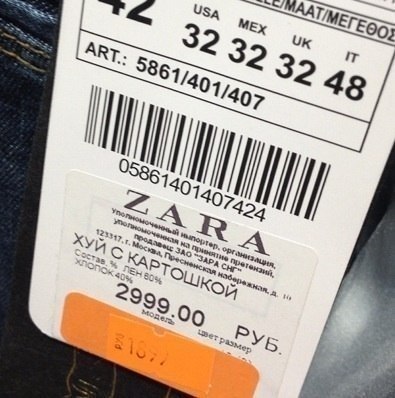 42 USA MEX UK IT
32 32 32 48
ART.: 5861/401/407
05861401407424
ZARA
Уполномоченный импортер, организация,
уполномоченная на принятие претензий,
продавец: ЗАО "ЗАРА СНГ"
123317, г. Москва, Пресненская набережная, д. 10
ХУЙ С КАРТОШКОЙ
Состав, % ЛЕН 60%
ХЛОПОК 40%
2999.00 РУБ.
модель цвет размер